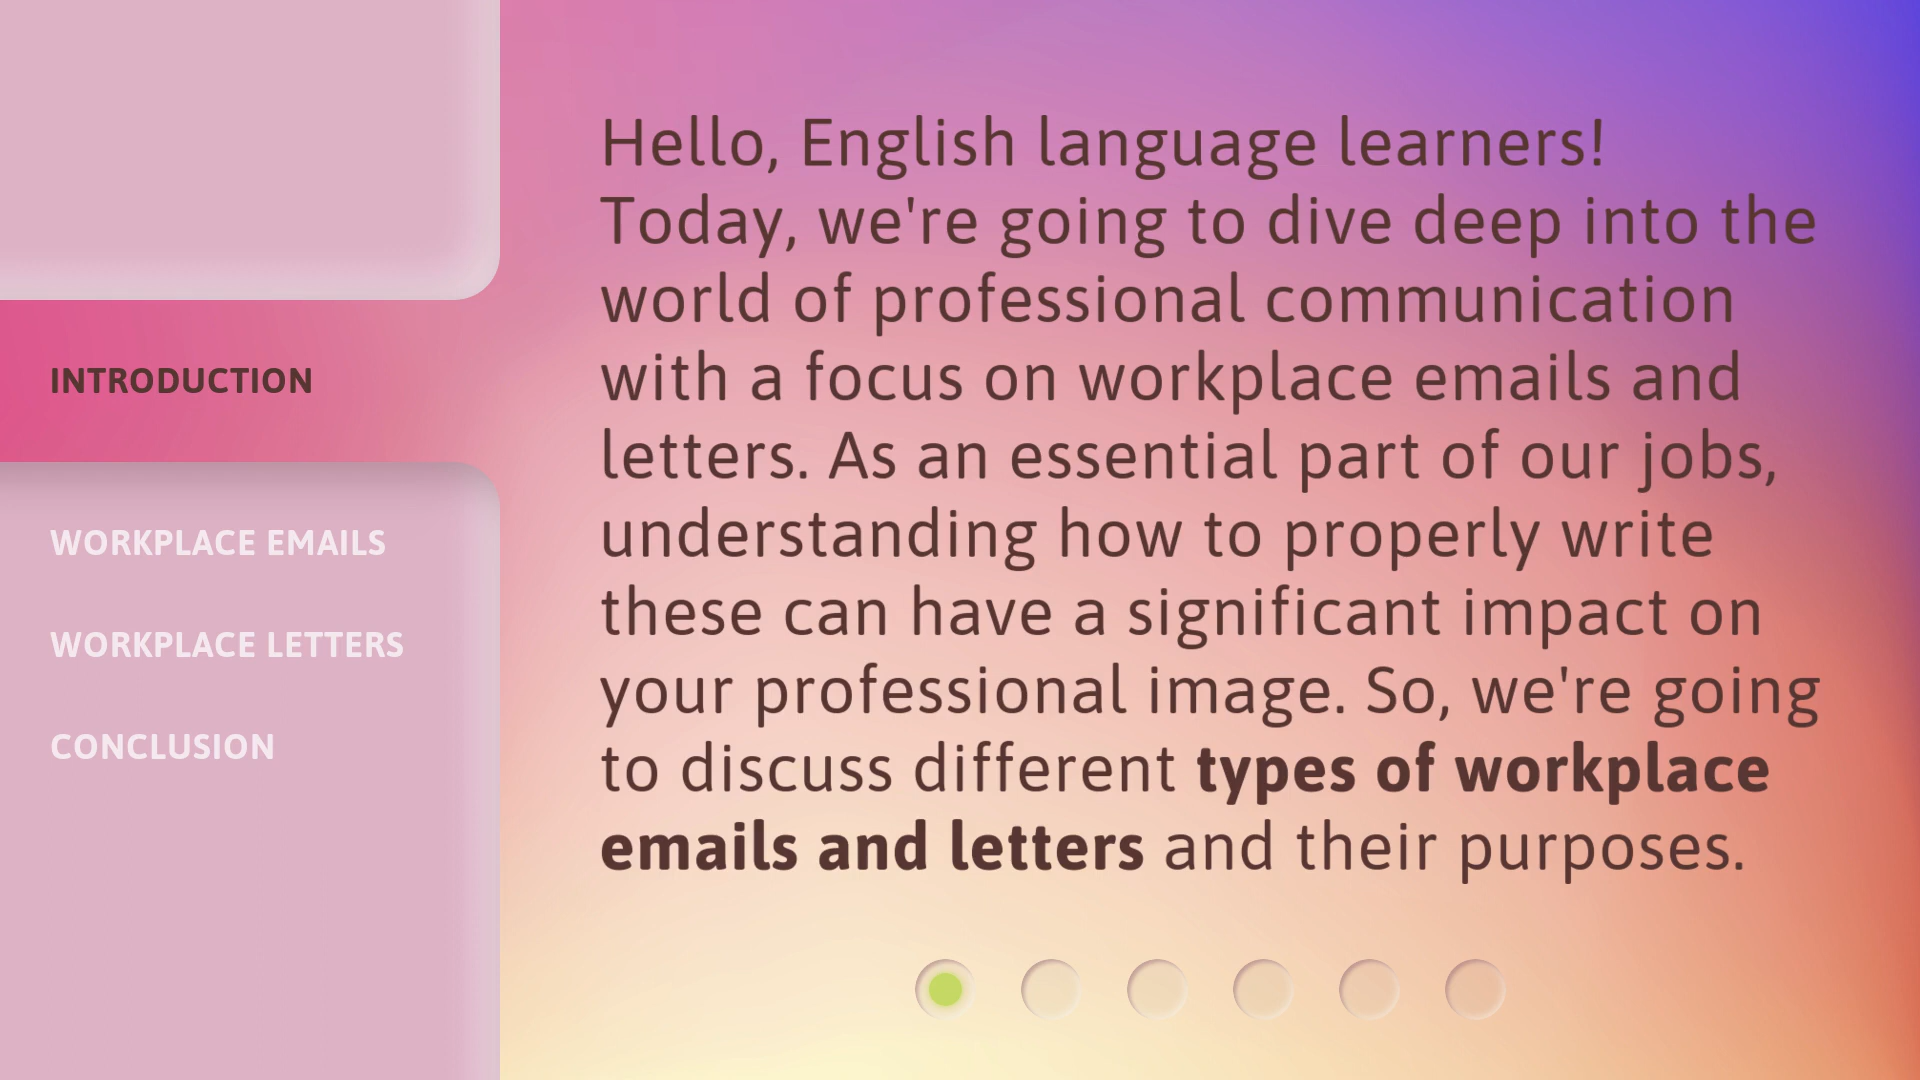 INTRODUCTION
WORKPLACE EMAILS
WORKPLACE LETTERS
CONCLUSION
Hello, English language learners!
Today, we're going to dive deep into the
world of professional communication
with a focus on workplace emails and
letters. As an essential part of our jobs,
understanding how to properly write
these can have a significant impact on
your professional image. So, we're going
to discuss different types of workplace
emails and letters and their purposes.